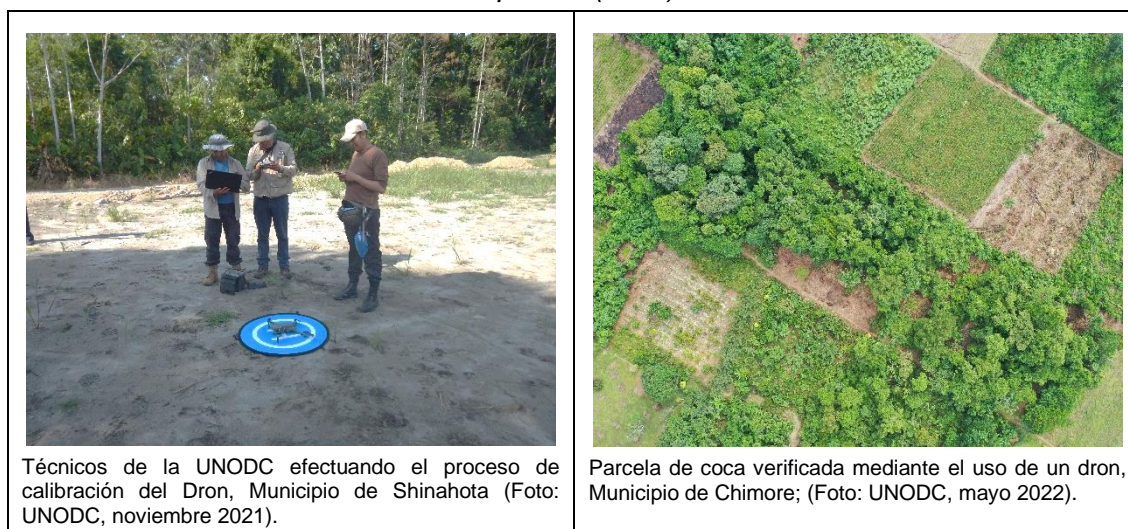 Técnicos de la UNODC efectuando el proceso de
calibración del Dron, Municipio de Shinahota (Foto:
UNODC, noviembre 2021).
Parcela de coca verificada mediante el uso de un dron,
Municipio de Chimore; (Foto: UNODC, mayo 2022).